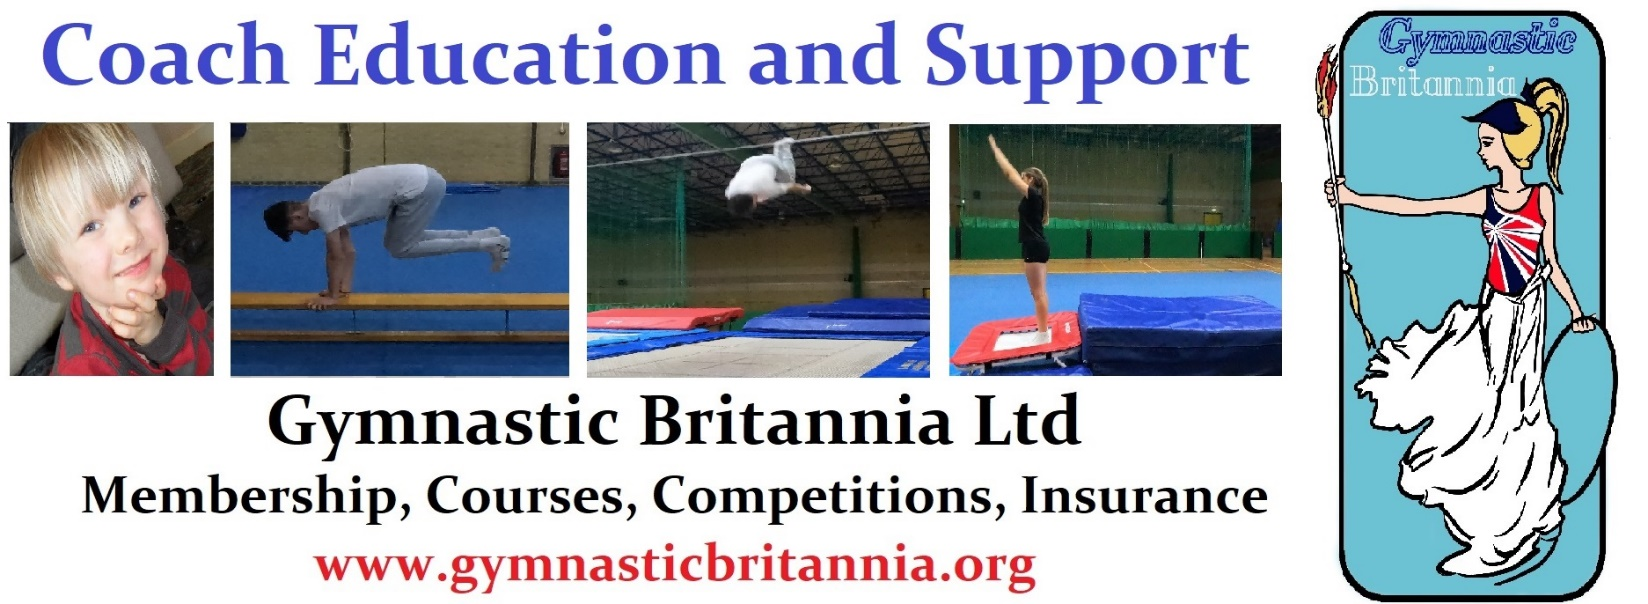 Coach Education and Support
Gymnastic
Britannia
Gymnastic Britannia Ltd
Membership, Courses, Competitions, Insurance
www.gymnasticbritannia.org